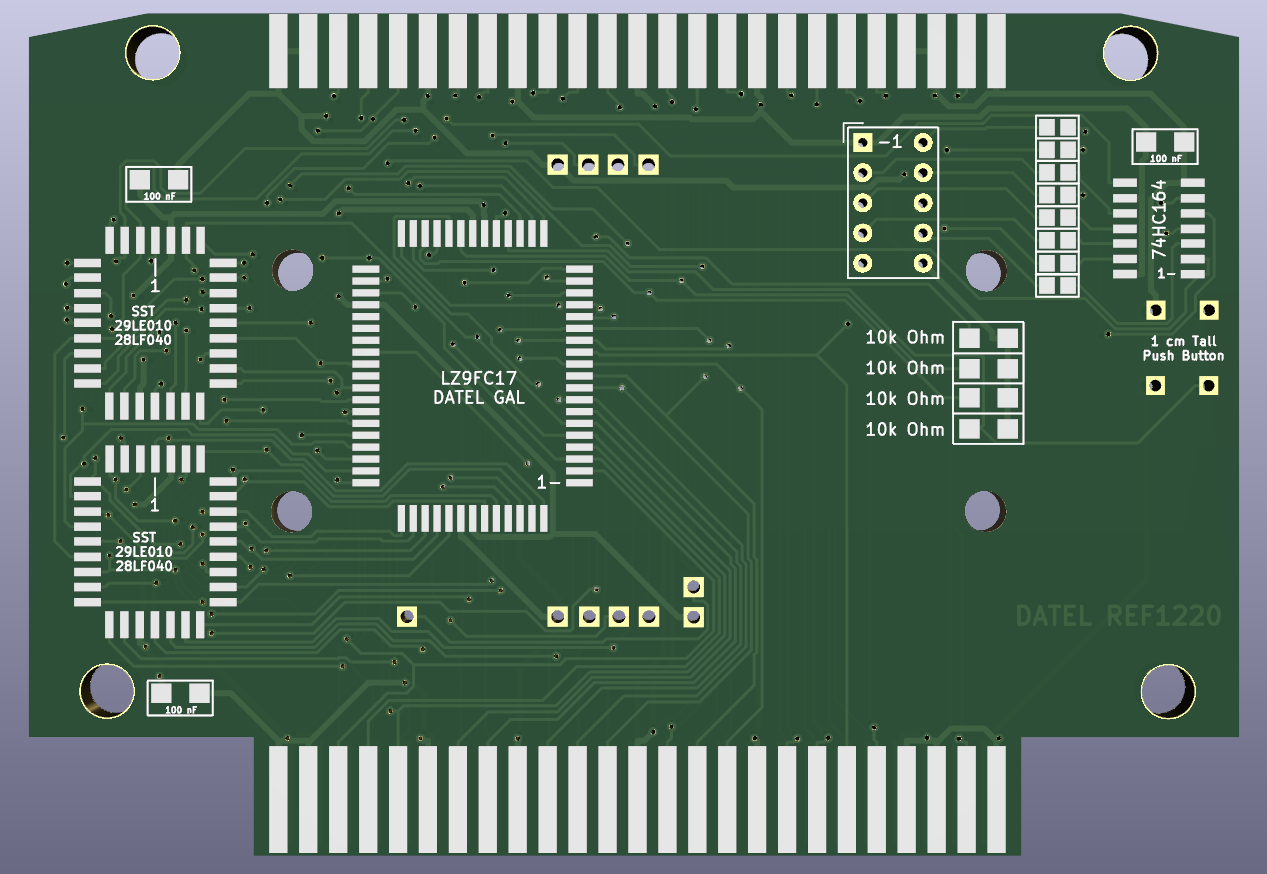 -1
100 nF
74HC164
1-
100 nF
1
SST
29LE010
28LF040
10k Ohm
10k Ohm
10k Ohm
10k Ohm
1 cm Tall
Push Button
LZ9FC17
DATEL GAL
1-
1
SST
29LE010
28LF040
DATEL REF1220
100 nF